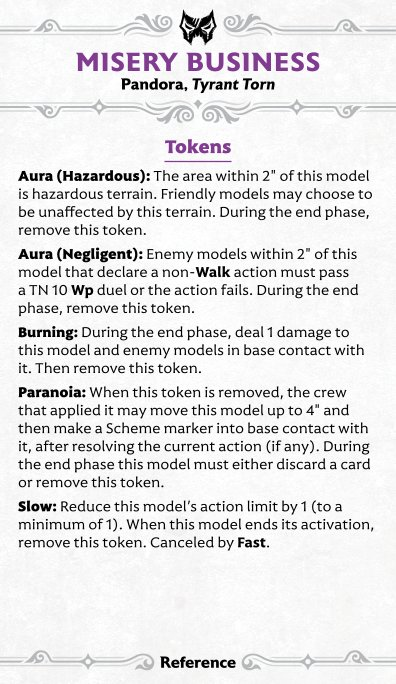 MISERY BUSINESS
Pandora, Tyrant Torn
Tokens
Aura (Hazardous): The area within 2" of this model
is hazardous terrain. Friendly models may choose to
be unaffected by this terrain. During the end phase,
remove this token.
Aura (Negligent): Enemy models within 2" of this
model that declare a non-Walk action must pass
a TN 10 Wp duel or the action fails. During the end
phase, remove this token.
Burning: During the end phase, deal 1 damage to
this model and enemy models in base contact with
it. Then remove this token.
Paranoia: When this token is removed, the crew
that applied it may move this model up to 4" and
then make a Scheme marker into base contact with
it, after resolving the current action (if any). During
the end phase this model must either discard a card
or remove this token.
Slow: Reduce this model's action limit by 1 (to a
minimum of 1). When this model ends its activation,
remove this token. Canceled by Fast.
Reference